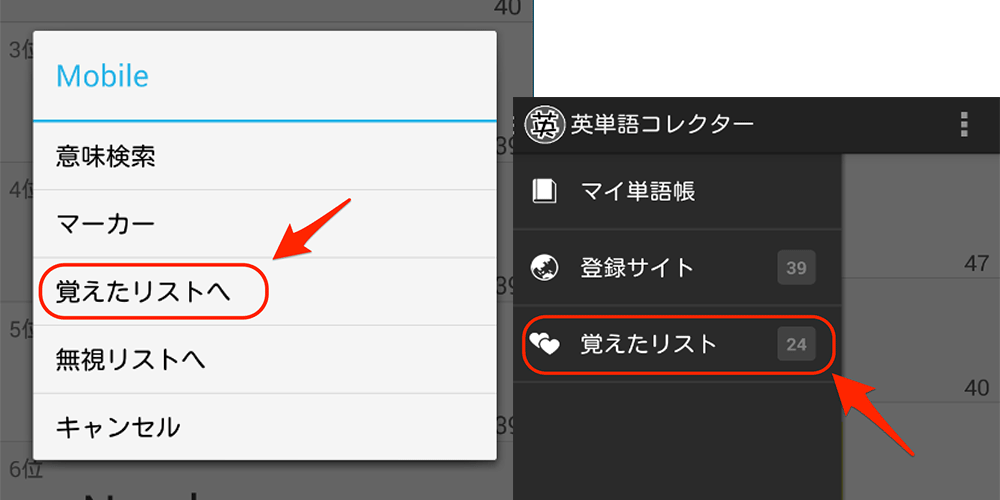 40
3位
Mobile
意味検索
39
4位
マーカー
覚えたリストへ
39
5位
無視リストへ
キャンセル
39
6位
英単語コレクター
マイ単語帳
登録サイト 39
47
覚えたリスト 24
40